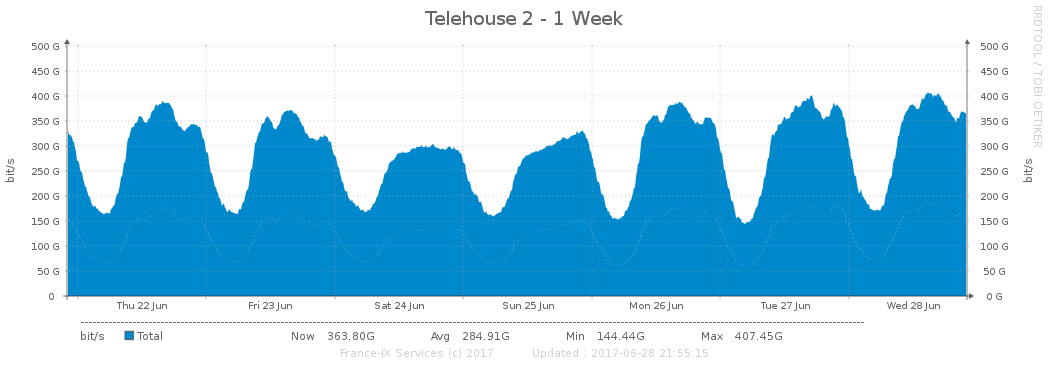 Telehouse 2 - 1 Week
RRDTOOL / TOBI OETIKER
500 G 500 G
450 G 450 G
400 G 400 G
350 G 350 G
300 G 300 G
250 G 250 G
200 G 200 G
150 G 150 G
100 G 100 G
50 G 50 G
0 0 G
bit/s bit/s
Thu 22 Jun Fri 23 Jun Sat 24 Jun Sun 25 Jun Mon 26 Jun Tue 27 Jun Wed 28 Jun
bit/s Total Now 363.80G Avg 284.91G Min 144.44G Max 407.45G
France-IX Services (c) 2017 Updated : 2017-06-28 21:55:15